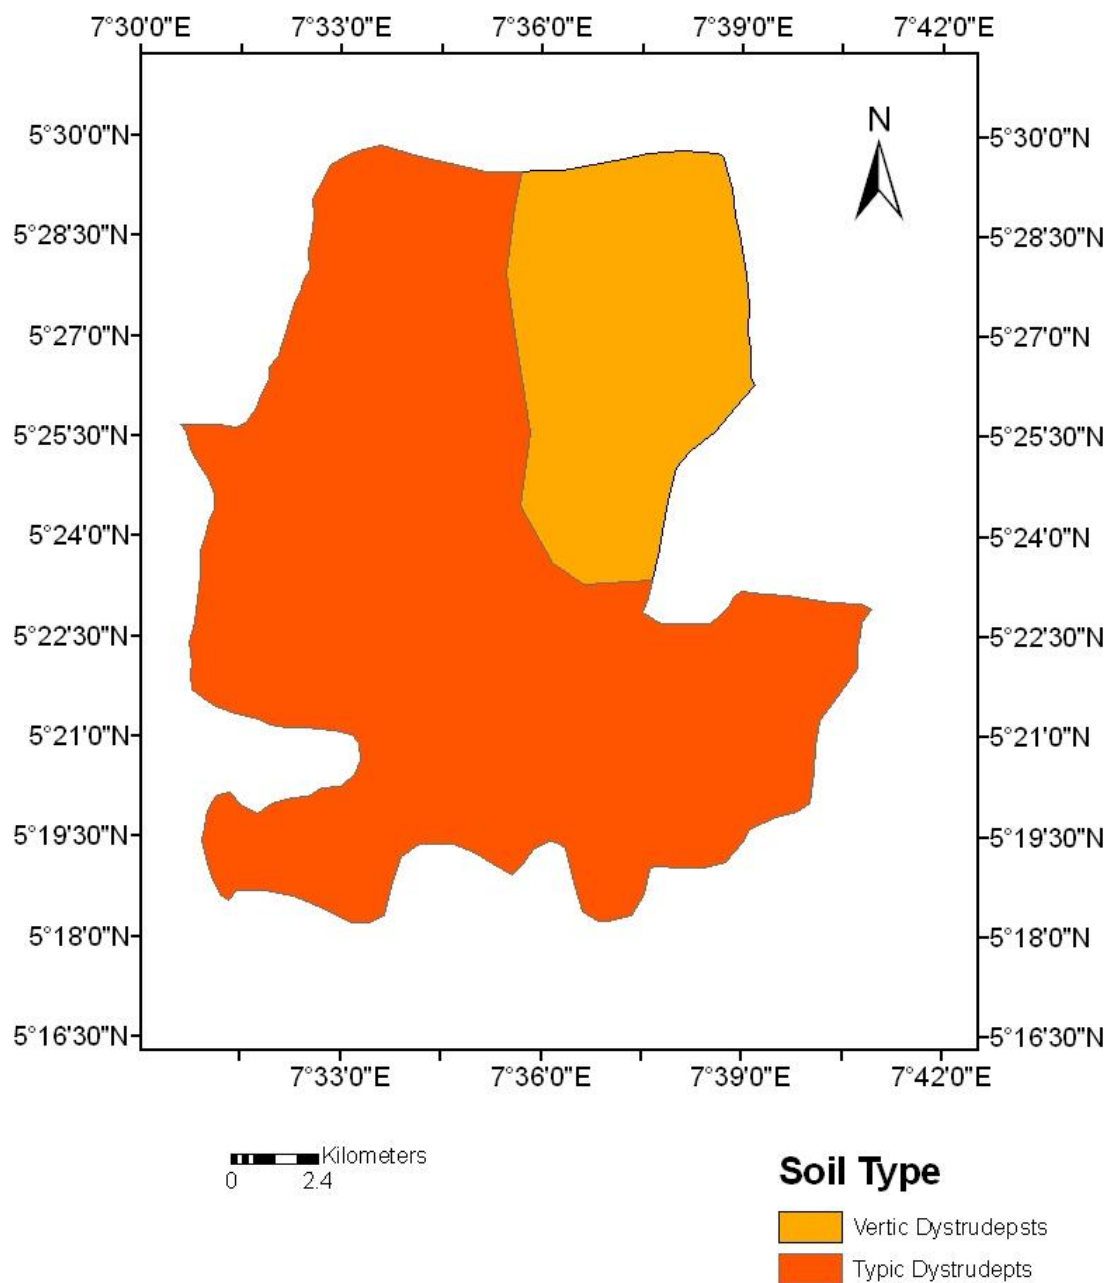 7°30'0"E 7°33'0"E 7°36'0"E 7°39'0"E 7°42'0"E
N
5°30'0"N 5°30'0"N
5°28'30"N 5°28'30"N
5°27'0"N 5°27'0"N
5°25'30"N 5°25'30"N
5°24'0"N 5°24'0"N
5°22'30"N 5°22'30"N
5°21'0"N 5°21'0"N
5°19'30"N 5°19'30"N
5°18'0"N 5°18'0"N
5°16'30"N 5°16'30"N
7°33'0"E 7°36'0"E 7°39'0"E 7°42'0"E
Kilometers
0 2.4
Soil Type
Vertic Dystrudepsts
Typic Dystrudepts